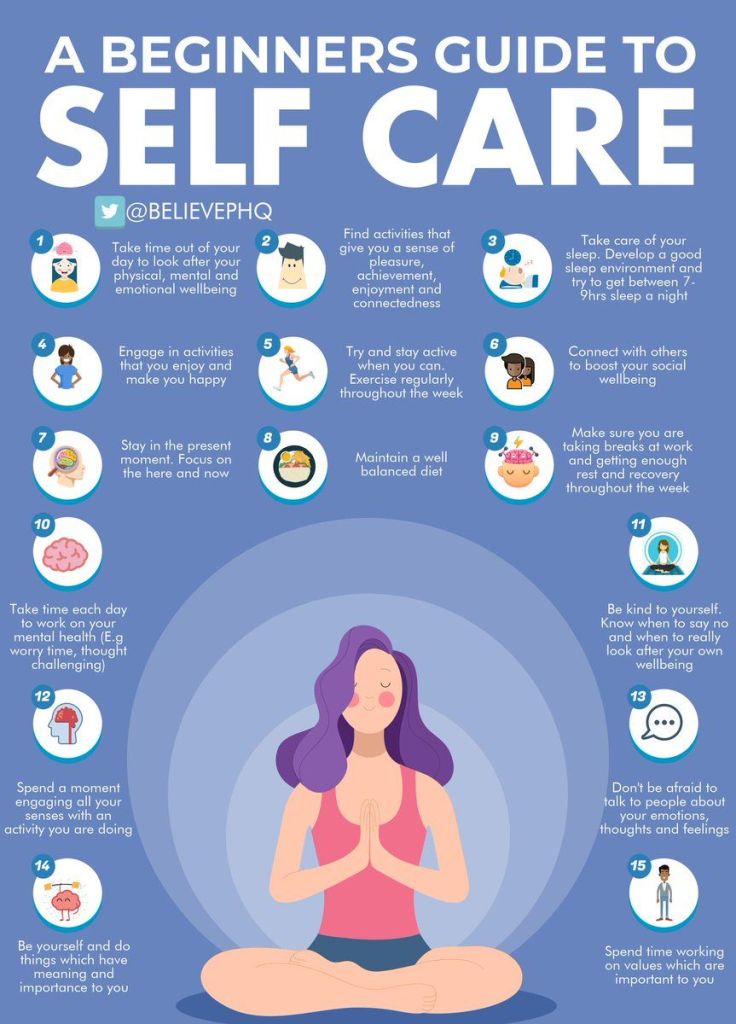 A BEGINNERS GUIDE TO
SELF CARE
@BELIEVEPHQ
1
Take time out of your
day to look after your
physical, mental and
emotional wellbeing
2
Find activities that
give you a sense of
pleasure,
achievement,
enjoyment and
connectedness
3
Take care of your
sleep. Develop a good
sleep environment and
try to get between 7-
9hrs sleep a night
4
Engage in activities
that you enjoy and
make you happy
5
Try and stay active
when you can.
Exercise regularly
throughout the week
6
Connect with others
to boost your social
wellbeing
7
Stay in the present
moment. Focus on
the here and now
8
Maintain a well
balanced diet
9
Make sure you are
taking breaks at work
and getting enough
rest and recovery
throughout the week
10
Take time each day
to work on your
mental health (E.g
worry time, thought
challenging)
11
Be kind to yourself.
Know when to say no
and when to really
look after your own
wellbeing
12
Spend a moment
engaging all your
senses with an
activity you are doing
13
Don't be afraid to
talk to people about
your emotions,
thoughts and feelings
14
Be yourself and do
things which have
meaning and
importance to you
15
Spend time working
on values which are
important to you